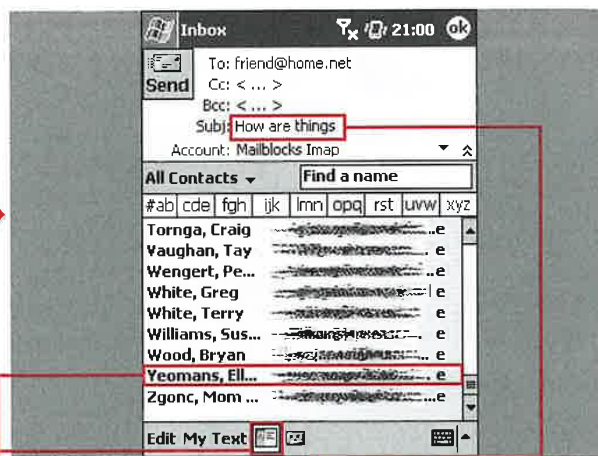 Inbox 21:00 ok
Send To: friend@home.net
Cc: < ... >
Bcc: < ... >
Subj: How are things
Account: Mailblocks Imap
All Contacts Find a name
#ab cde fgh ijk lmn opq rst uvw xyz
Tornga, Craig ...e
Vaughan, Tay . e
Wengert, Pe... ... e
White, Greg e
White, Terry e
Williams, Sus... . e
Wood, Bryan ... e
Yeomans, Ell... ... e
Zgonc, Mom ... ...e
Edit My Text